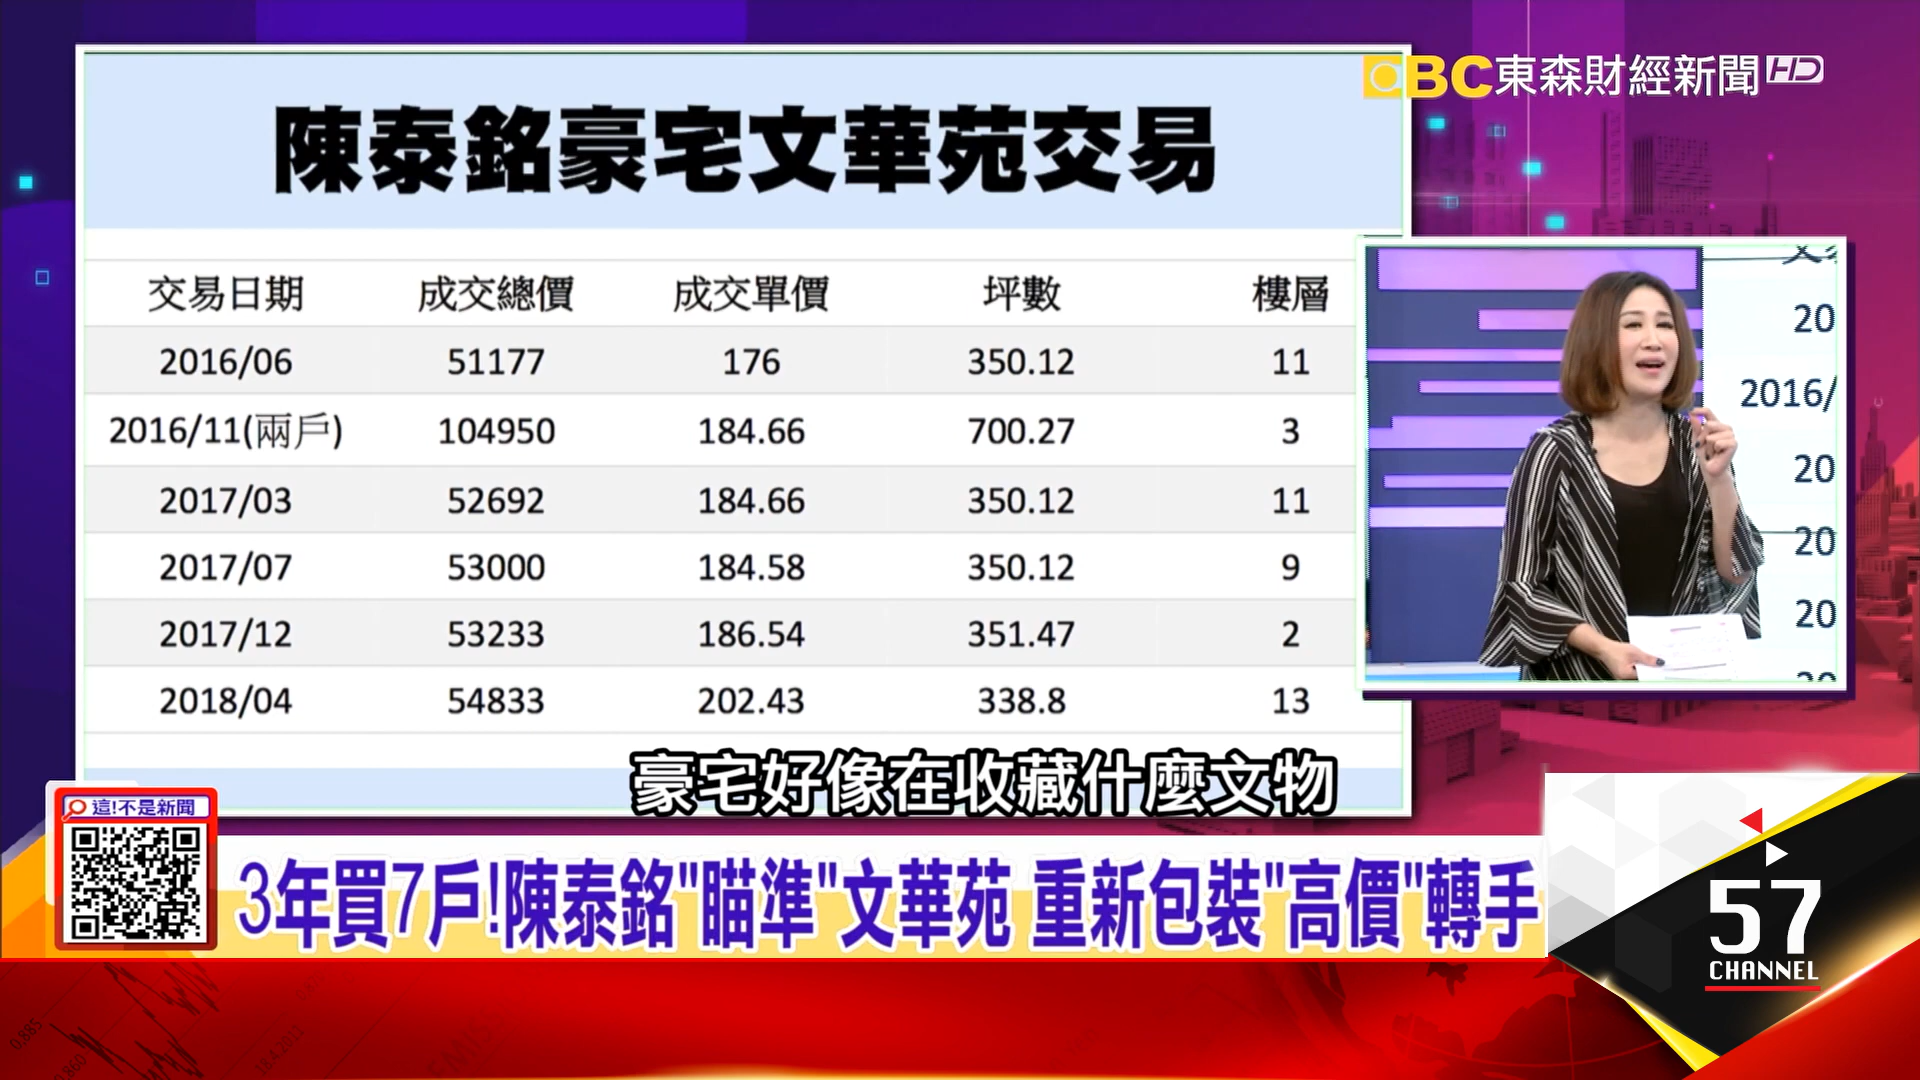 EBC東森財經新聞HD
陳泰銘豪宅文華苑交易
交易日期 成交總價 成交單價 坪數 樓層
2016/06 51177 176 350.12 11
2016/11(兩戶) 104950 184.66 700.27 3
2017/03 52692 184.66 350.12 11
2017/07 53000 184.58 350.12 9
2017/12 53233 186.54 351.47 2
2018/04 54833 202.43 338.8 13
20
2016/
20
20
20
豪宅好像在收藏什麼文物
這!不是新聞
3年買7戶!陳泰銘"瞄準"文華苑 重新包裝"高價"轉手
57
CHANNEL